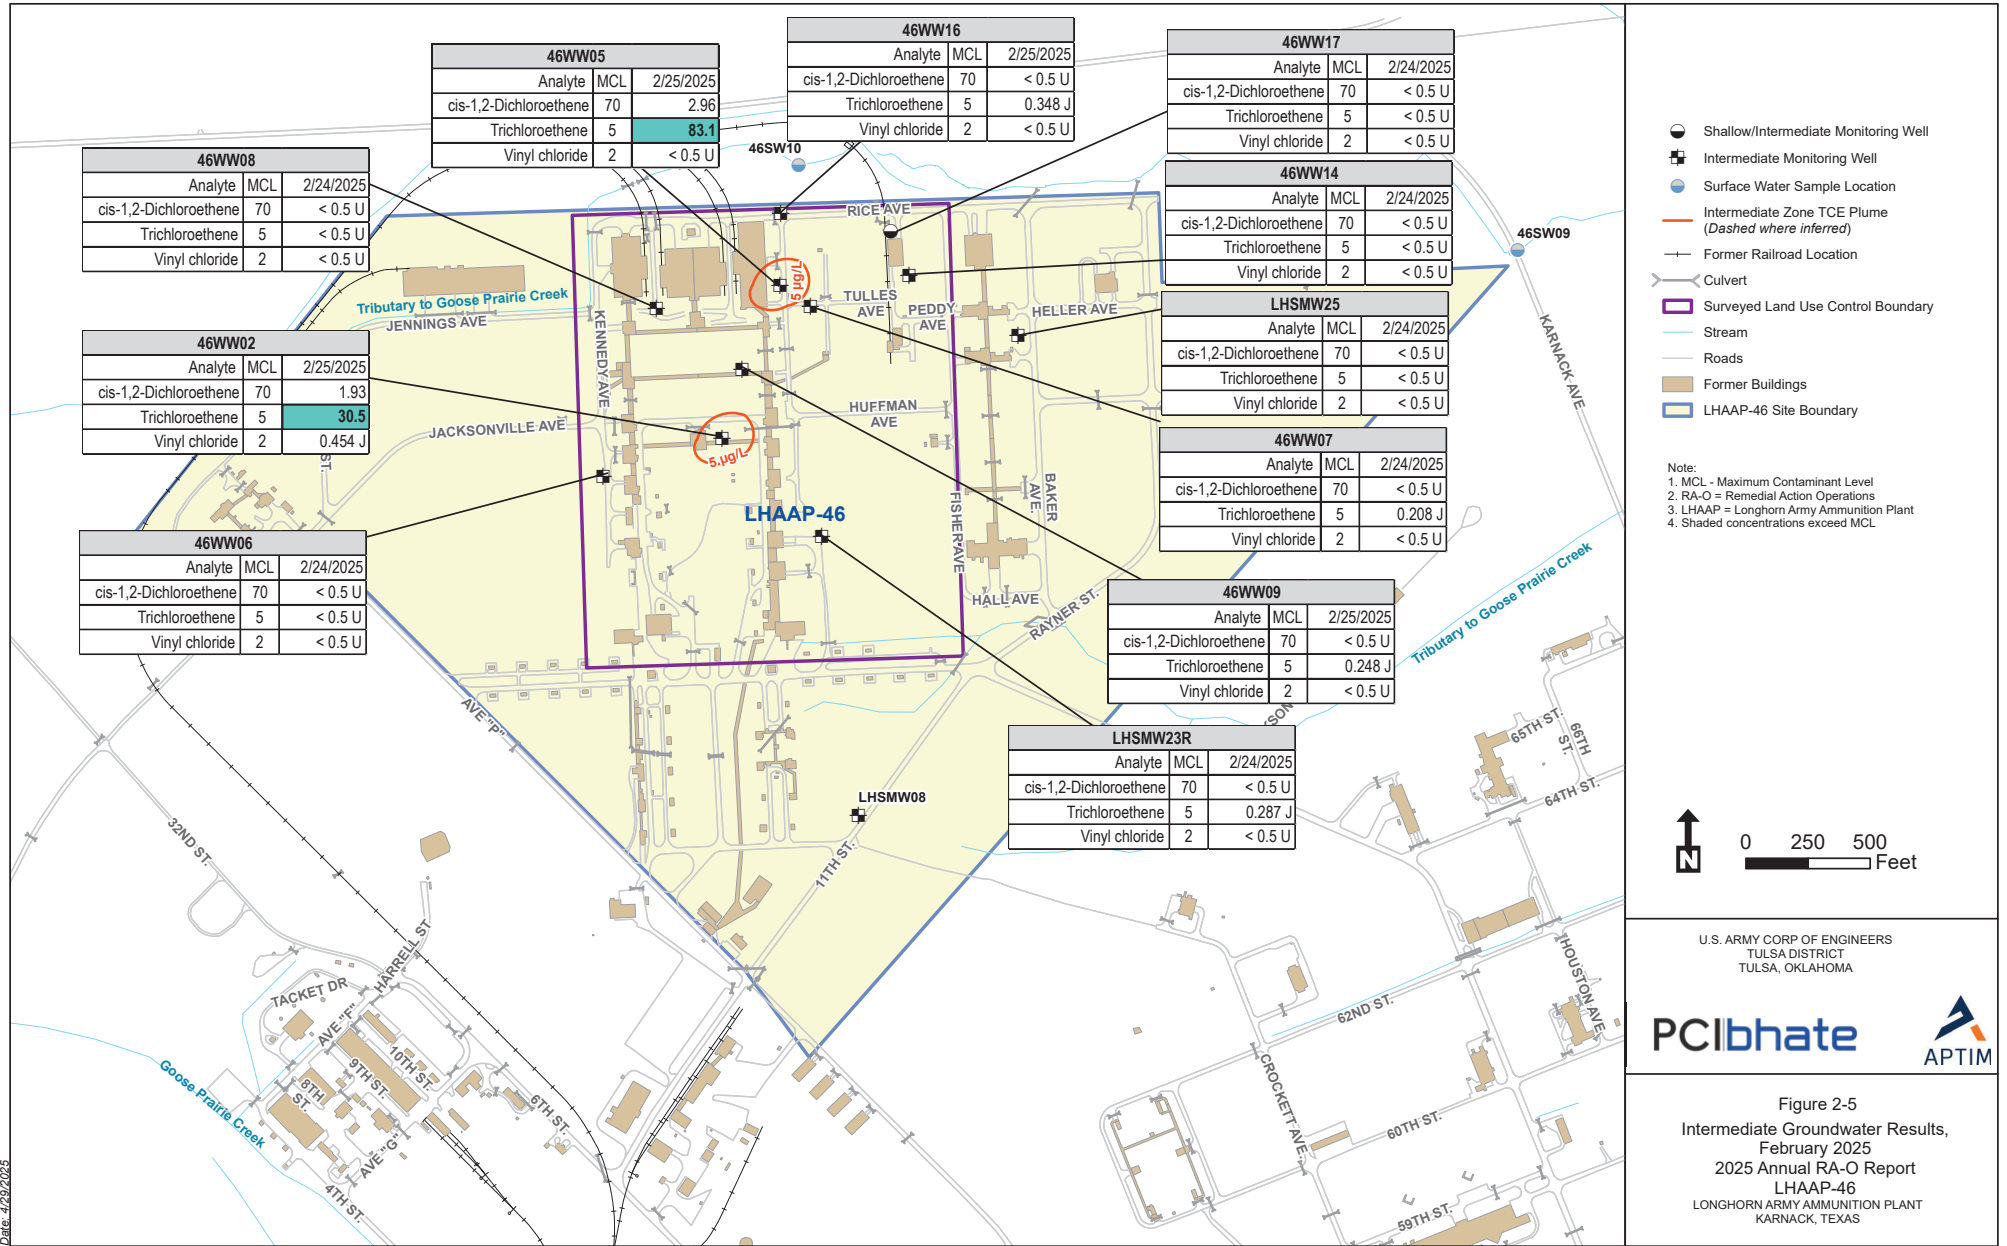 46WW05
Analyte MCL 2/25/2025
cis-1,2-Dichloroethene 70 2.96
Trichloroethene 5 83.1
Vinyl chloride 2 < 0.5 U
46WW16
Analyte MCL 2/25/2025
cis-1,2-Dichloroethene 70 < 0.5 U
Trichloroethene 5 0.348 J
Vinyl chloride 2 < 0.5 U
46WW17
Analyte MCL 2/24/2025
cis-1,2-Dichloroethene 70 < 0.5 U
Trichloroethene 5 < 0.5 U
Vinyl chloride 2 < 0.5 U
46WW08
Analyte MCL 2/24/2025
cis-1,2-Dichloroethene 70 < 0.5 U
Trichloroethene 5 < 0.5 U
Vinyl chloride 2 < 0.5 U
46WW14
Analyte MCL 2/24/2025
cis-1,2-Dichloroethene 70 < 0.5 U
Trichloroethene 5 < 0.5 U
Vinyl chloride 2 < 0.5 U
LHSMW25
Analyte MCL 2/24/2025
cis-1,2-Dichloroethene 70 < 0.5 U
Trichloroethene 5 < 0.5 U
Vinyl chloride 2 < 0.5 U
46WW02
Analyte MCL 2/25/2025
cis-1,2-Dichloroethene 70 1.93
Trichloroethene 5 30.5
Vinyl chloride 2 0.454 J
46WW07
Analyte MCL 2/24/2025
cis-1,2-Dichloroethene 70 < 0.5 U
Trichloroethene 5 0.208 J
Vinyl chloride 2 < 0.5 U
46WW06
Analyte MCL 2/24/2025
cis-1,2-Dichloroethene 70 < 0.5 U
Trichloroethene 5 < 0.5 U
Vinyl chloride 2 < 0.5 U
46WW09
Analyte MCL 2/25/2025
cis-1,2-Dichloroethene 70 < 0.5 U
Trichloroethene 5 0.248 J
Vinyl chloride 2 < 0.5 U
LHSMW23R
Analyte MCL 2/24/2025
cis-1,2-Dichloroethene 70 < 0.5 U
Trichloroethene 5 0.287 J
Vinyl chloride 2 < 0.5 U
46SW10
46SW09
RICE AVE
Tributary to Goose Prairie Creek
JENNINGS AVE
KENNEDY AVE
5 µg/L
TULLES
AVE
PEDDY
AVE
HELLER AVE
KARNACK AVE
JACKSONVILLE AVE
HUFFMAN
AVE
5 µg/L
ST.
LHAAP-46
FISHER AVE
BAKER
AVE.
HALL AVE
RAYNER ST.
Tributary to Goose Prairie Creek
AVE "P"
SON
LHSMW08
11TH ST.
32ND ST.
65TH ST.
66TH
ST.
64TH ST.
HARRELL ST
TACKET DR
AVE "F"
10TH ST.
9TH ST.
8TH
ST.
6TH ST.
AVE "G"
4TH ST.
Goose Prairie Creek
62ND ST.
HOUSTON AVE.
CROCKETT AVE.
60TH ST.
59TH ST.
Date: 4/29/2025
Shallow/Intermediate Monitoring Well
Intermediate Monitoring Well
Surface Water Sample Location
Intermediate Zone TCE Plume
(Dashed where inferred)
Former Railroad Location
Culvert
Surveyed Land Use Control Boundary
Stream
Roads
Former Buildings
LHAAP-46 Site Boundary
Note:
1. MCL - Maximum Contaminant Level
2. RA-O = Remedial Action Operations
3. LHAAP = Longhorn Army Ammunition Plant
4. Shaded concentrations exceed MCL
N
0 250 500
Feet
U.S. ARMY CORP OF ENGINEERS
TULSA DISTRICT
TULSA, OKLAHOMA
PCIbhate
APTIM
Figure 2-5
Intermediate Groundwater Results,
February 2025
2025 Annual RA-O Report
LHAAP-46
LONGHORN ARMY AMMUNITION PLANT
KARNACK, TEXAS